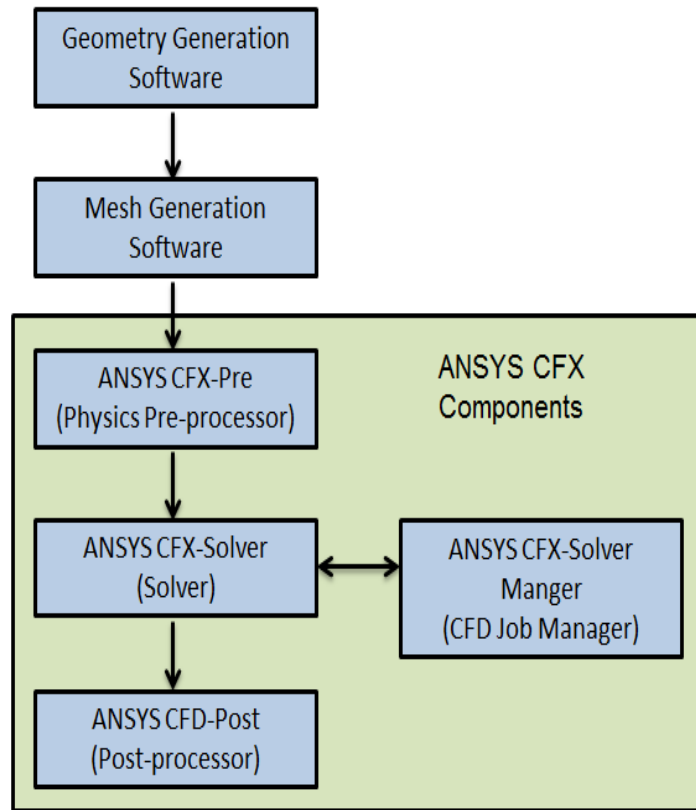 Geometry Generation
Software
Mesh Generation
Software
ANSYS CFX-Pre
(Physics Pre-processor)
ANSYS CFX
Components
ANSYS CFX-Solver
(Solver)
ANSYS CFX-Solver
Manger
(CFD Job Manager)
ANSYS CFD-Post
(Post-processor)